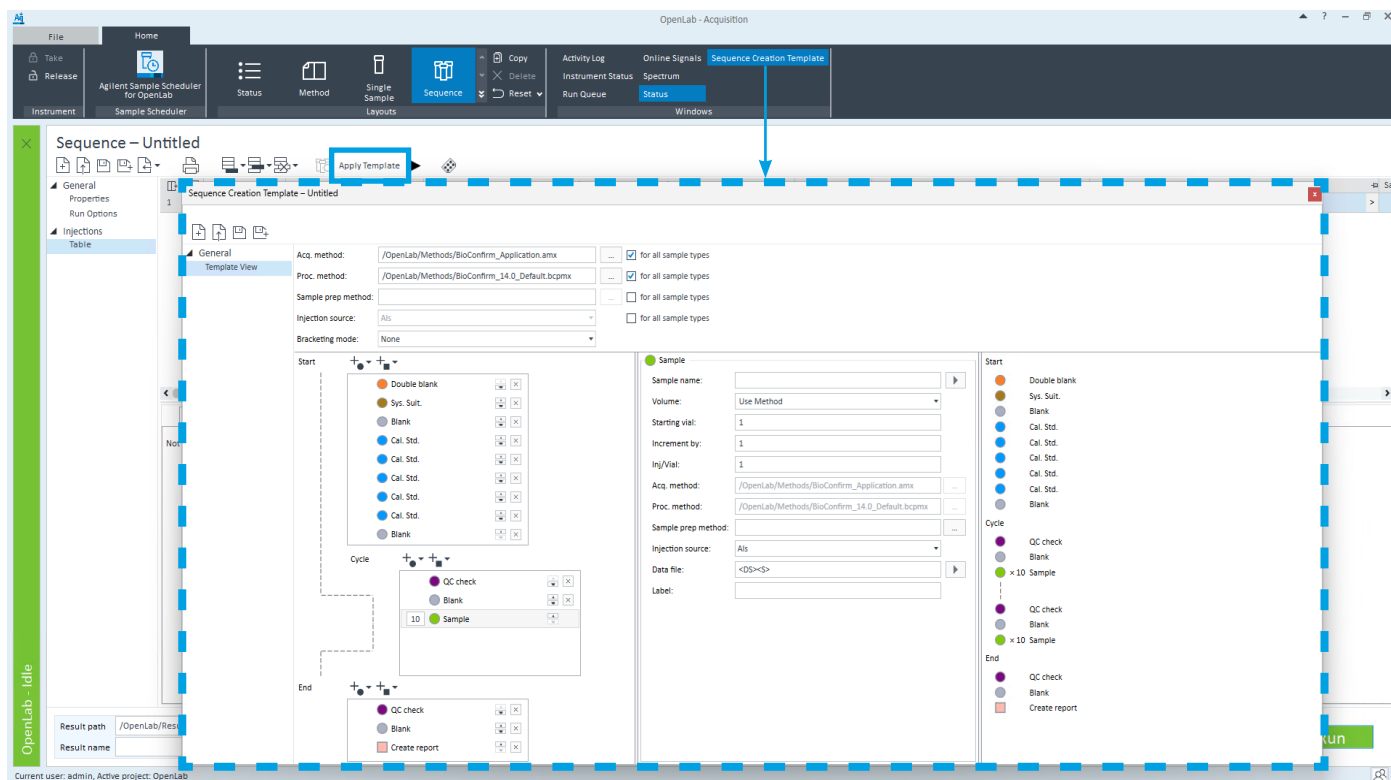 Ag
OpenLab - Acquisition
?
File
Home
Take
Release
Agilent Sample Scheduler
for OpenLab
Status
Method
Single
Sample
Sequence
Copy
Delete
Reset
Activity Log
Online Signals
Sequence Creation Template
Instrument Status
Spectrum
Run Queue
Status
Instrument
Sample Scheduler
Layouts
Windows
Sequence – Untitled
Apply Template
General
Properties
Run Options
Injections
Table
1
Sequence Creation Template – Untitled
General
Template View
Acq. method:
/OpenLab/Methods/BioConfirm_Application.amx
...
for all sample types
Proc. method:
/OpenLab/Methods/BioConfirm_14.0_Default.bcpmx
...
for all sample types
Sample prep method:
...
for all sample types
Injection source:
Als
for all sample types
Bracketing mode:
None
Start
Double blank
Sys. Suit.
Blank
Cal. Std.
Cal. Std.
Cal. Std.
Cal. Std.
Cal. Std.
Blank
Cycle
QC check
Blank
10 Sample
End
QC check
Blank
Create report
Sample
Sample name:
Volume:
Use Method
Starting vial:
1
Increment by:
1
Inj/Vial:
1
Acq. method:
/OpenLab/Methods/BioConfirm_Application.amx
...
Proc. method:
/OpenLab/Methods/BioConfirm_14.0_Default.bcpmx
...
Sample prep method:
...
Injection source:
Als
Data file:
<DS><S>
Label:
Start
Double blank
Sys. Suit.
Blank
Cal. Std.
Cal. Std.
Cal. Std.
Cal. Std.
Cal. Std.
Blank
Cycle
QC check
Blank
× 10 Sample
QC check
Blank
× 10 Sample
End
QC check
Blank
Create report
OpenLab - Idle
Result path
/OpenLab/Resu
Result name
Current user: admin, Active project: OpenLab